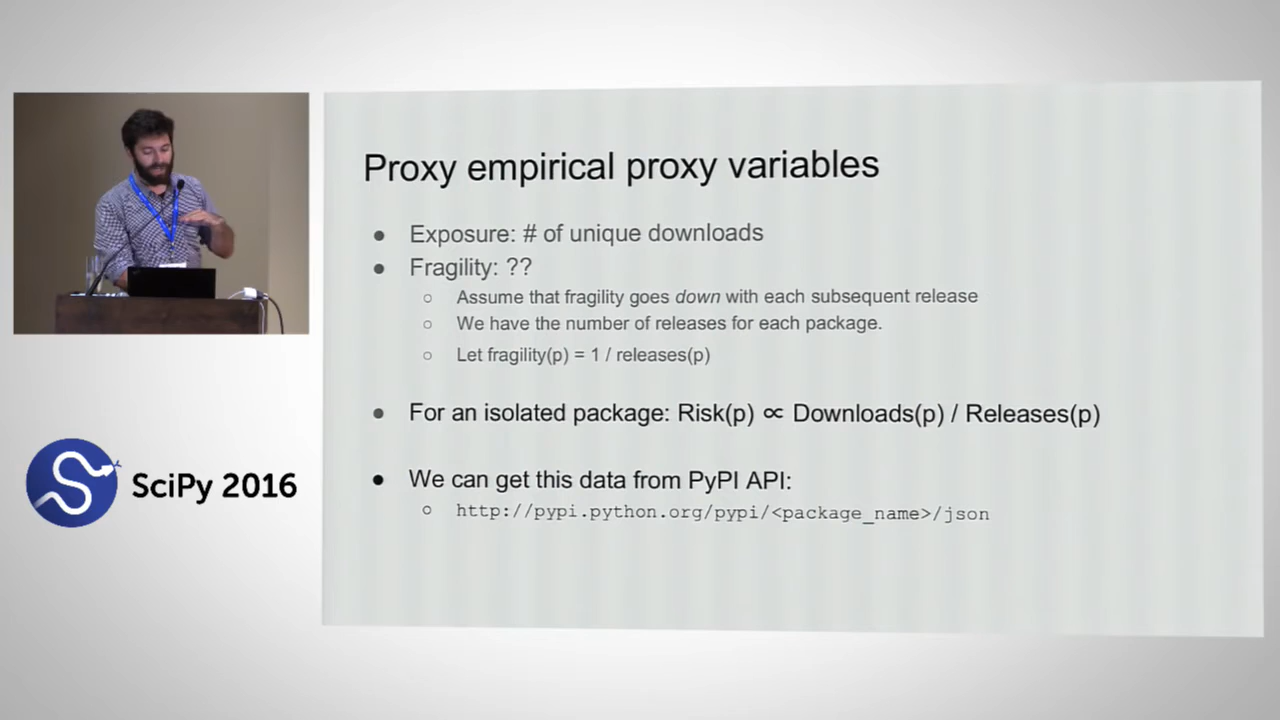 Proxy empirical proxy variables
● Exposure: # of unique downloads
● Fragility: ??
○ Assume that fragility goes down with each subsequent release
○ We have the number of releases for each package.
○ Let fragility(p) = 1 / releases(p)
● For an isolated package: Risk(p) ∝ Downloads(p) / Releases(p)
● We can get this data from PyPI API:
○ http://pypi.python.org/pypi/<package_name>/json
SciPy 2016